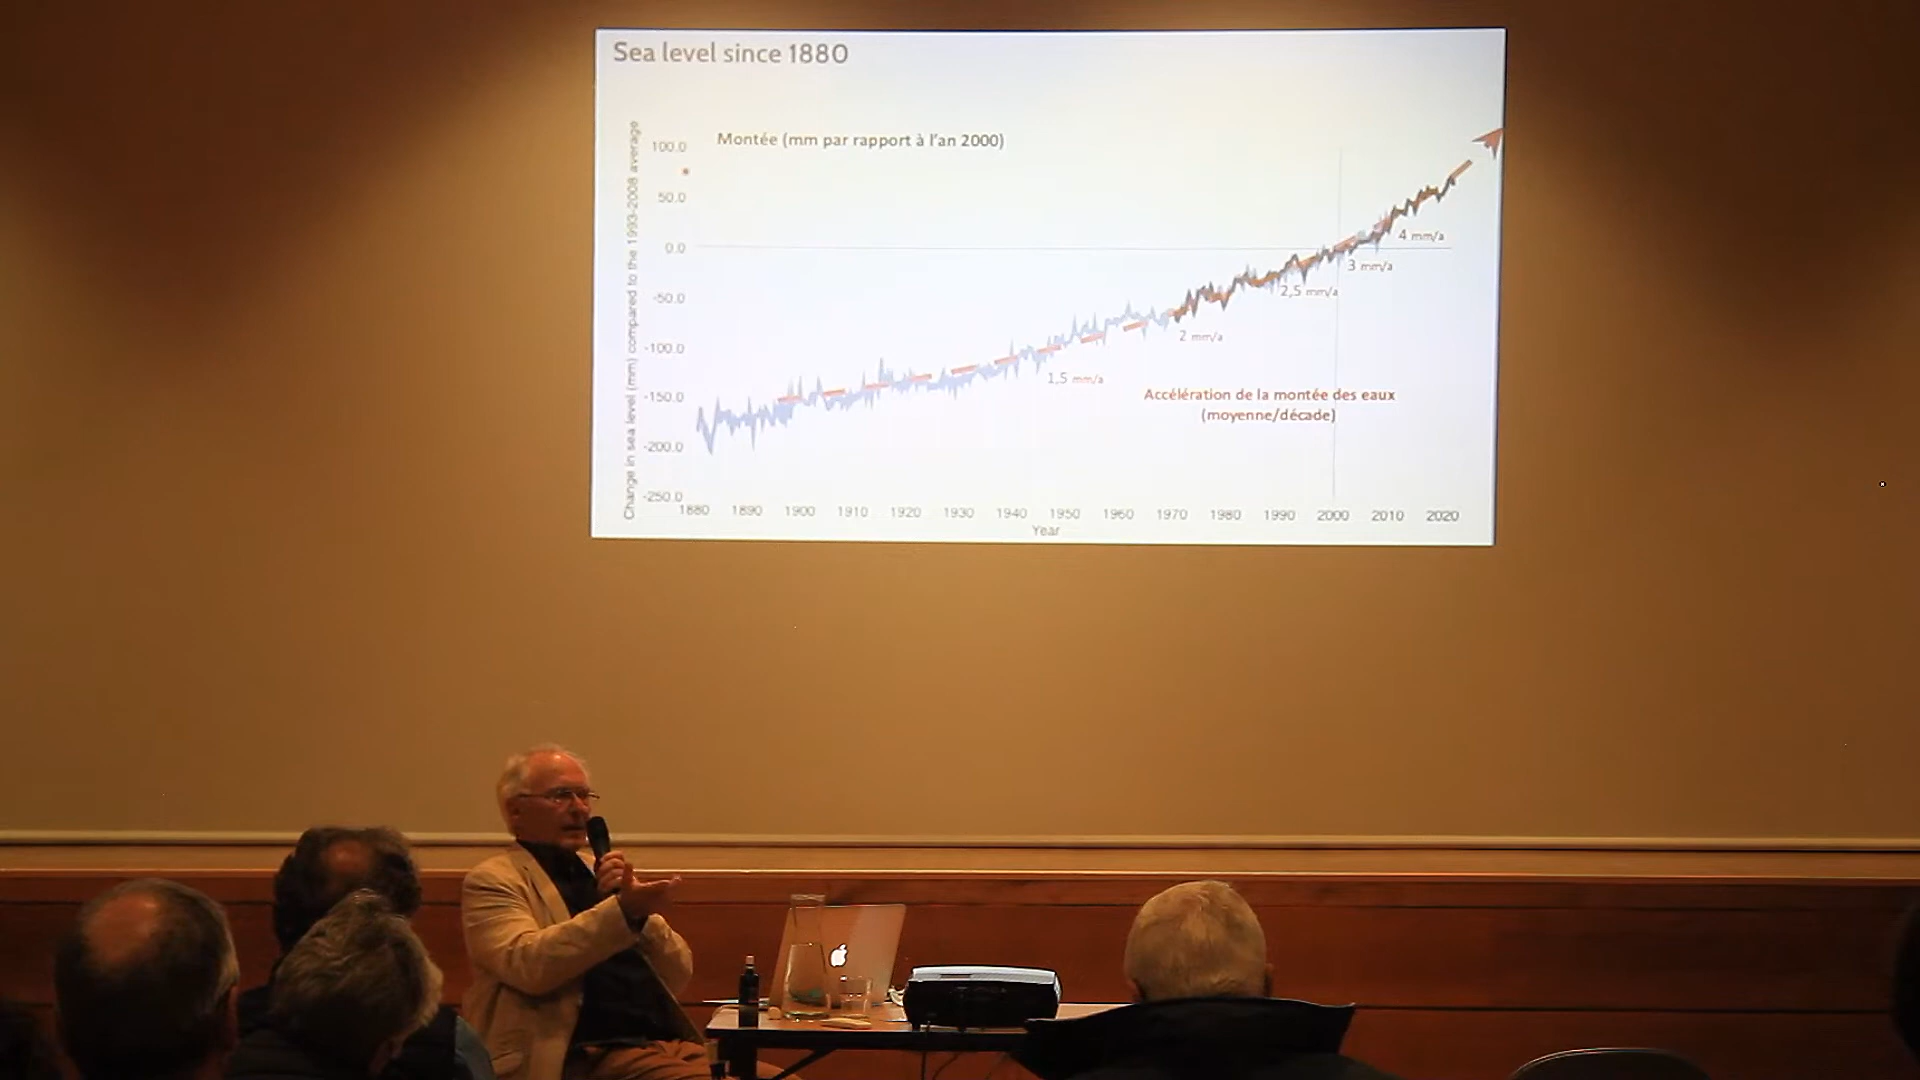 Sea level since 1880
Montée (mm par rapport à l'an 2000)
Change in sea level (mm) compared to the 1993-2008 average
100.0
50.0
0.0
-50.0
-100.0
-150.0
-200.0
-250.0
4 mm/a
3 mm/a
2,5 mm/a
2 mm/a
1,5 mm/a
Accélération de la montée des eaux
(moyenne/décade)
1880 1890 1900 1910 1920 1930 1940 1950 1960 1970 1980 1990 2000 2010 2020
Year